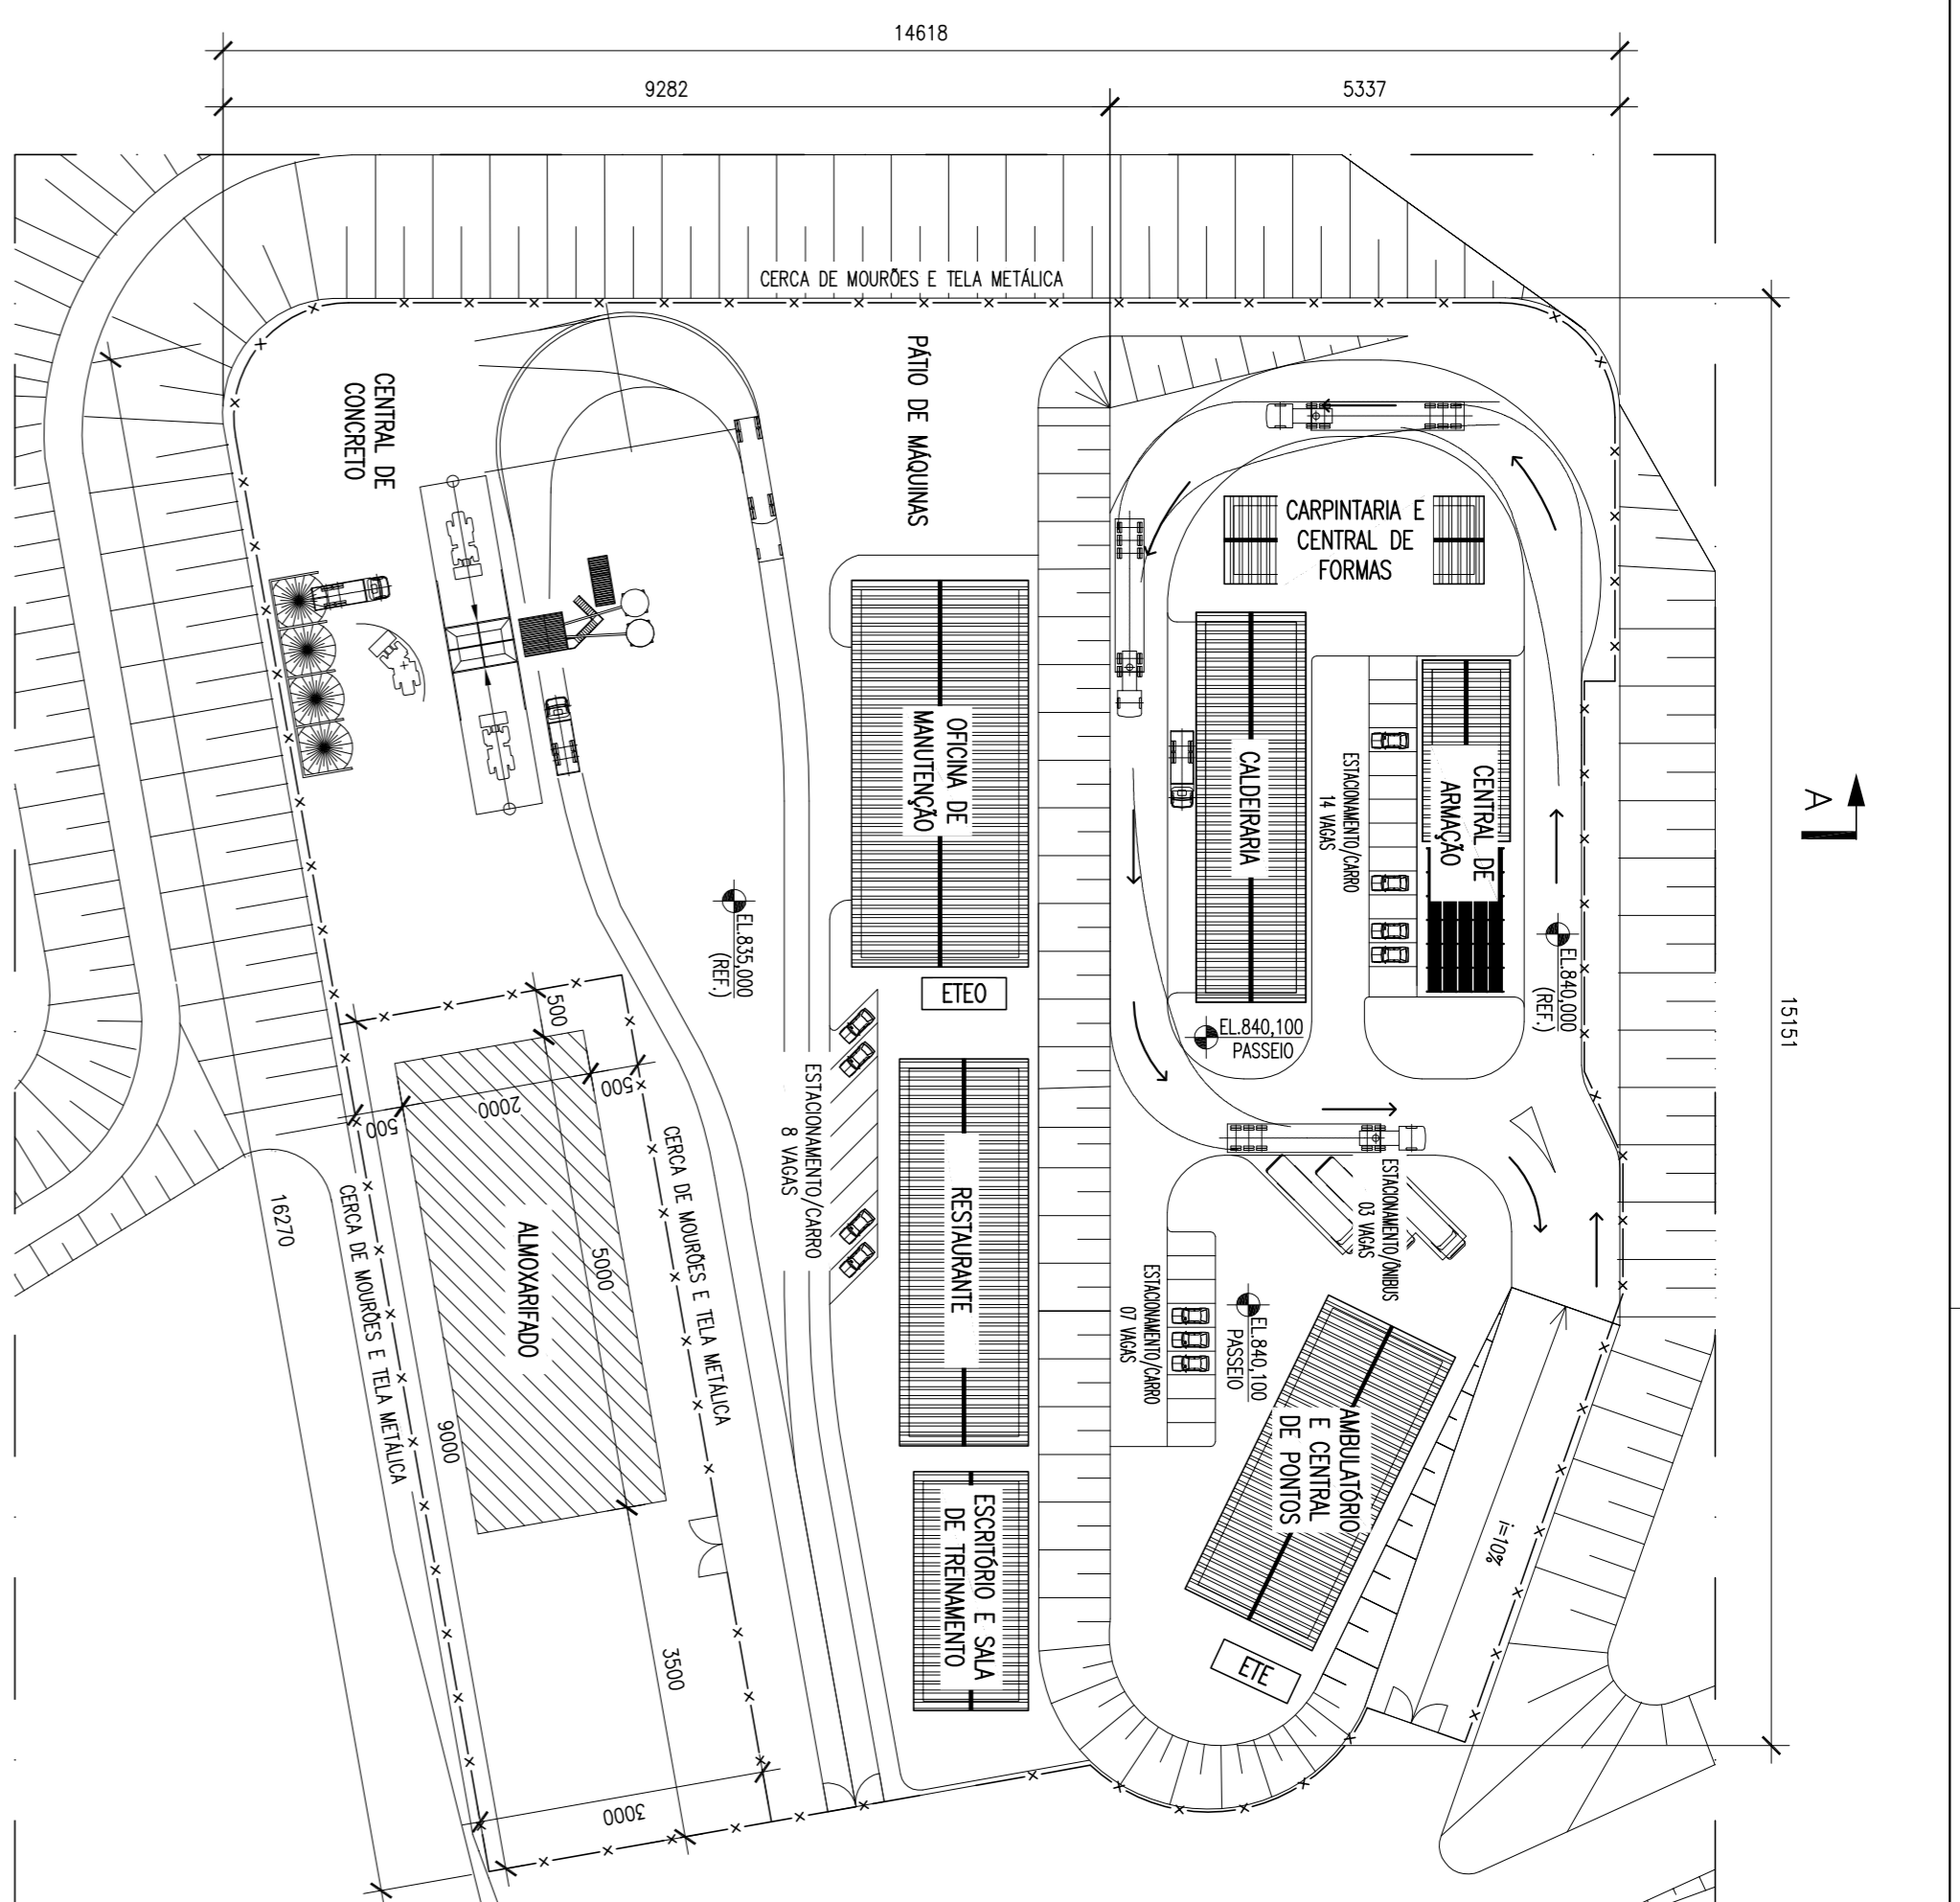 14618
9282
5337
CERCA DE MOURÕES E TELA METÁLICA
PÁTIO DE MÁQUINAS
CENTRAL DE
CONCRETO
CARPINTARIA E
CENTRAL DE
FORMAS
OFICINA DE
MANUTENÇÃO
CALDEIRARIA
ESTACIONAMENTO/CARRO
14 VAGAS
CENTRAL DE
ARMAÇÃO
A
EL.835,000
(REF.)
ETEO
EL.840,000
(REF.)
EL.840,100
PASSEIO
15151
500
500
2000
500
CERCA DE MOURÕES E TELA METÁLICA
ESTACIONAMENTO/CARRO
8 VAGAS
RESTAURANTE
ESTACIONAMENTO/ÔNIBUS
03 VAGAS
16270
CERCA DE MOURÕES E TELA METÁLICA
ALMOXARIFADO
5000
9000
ESTACIONAMENTO/CARRO
07 VAGAS
EL.840,100
PASSEIO
AMBULATÓRIO
E CENTRAL
DE PONTOS
i=10%
ESCRITÓRIO E SALA
DE TREINAMENTO
3500
ETE
3000